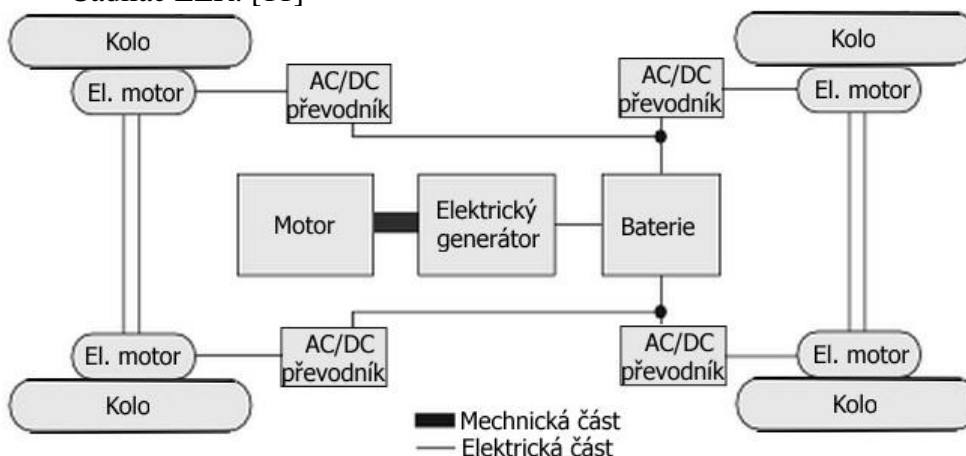 Kolo
Kolo
El. motor
AC/DC
převodník
AC/DC
převodník
El. motor
Motor
Elektrický
generátor
Baterie
El. motor
AC/DC
převodník
AC/DC
převodník
El. motor
Kolo
Kolo
Mechnická část
Elektrická část